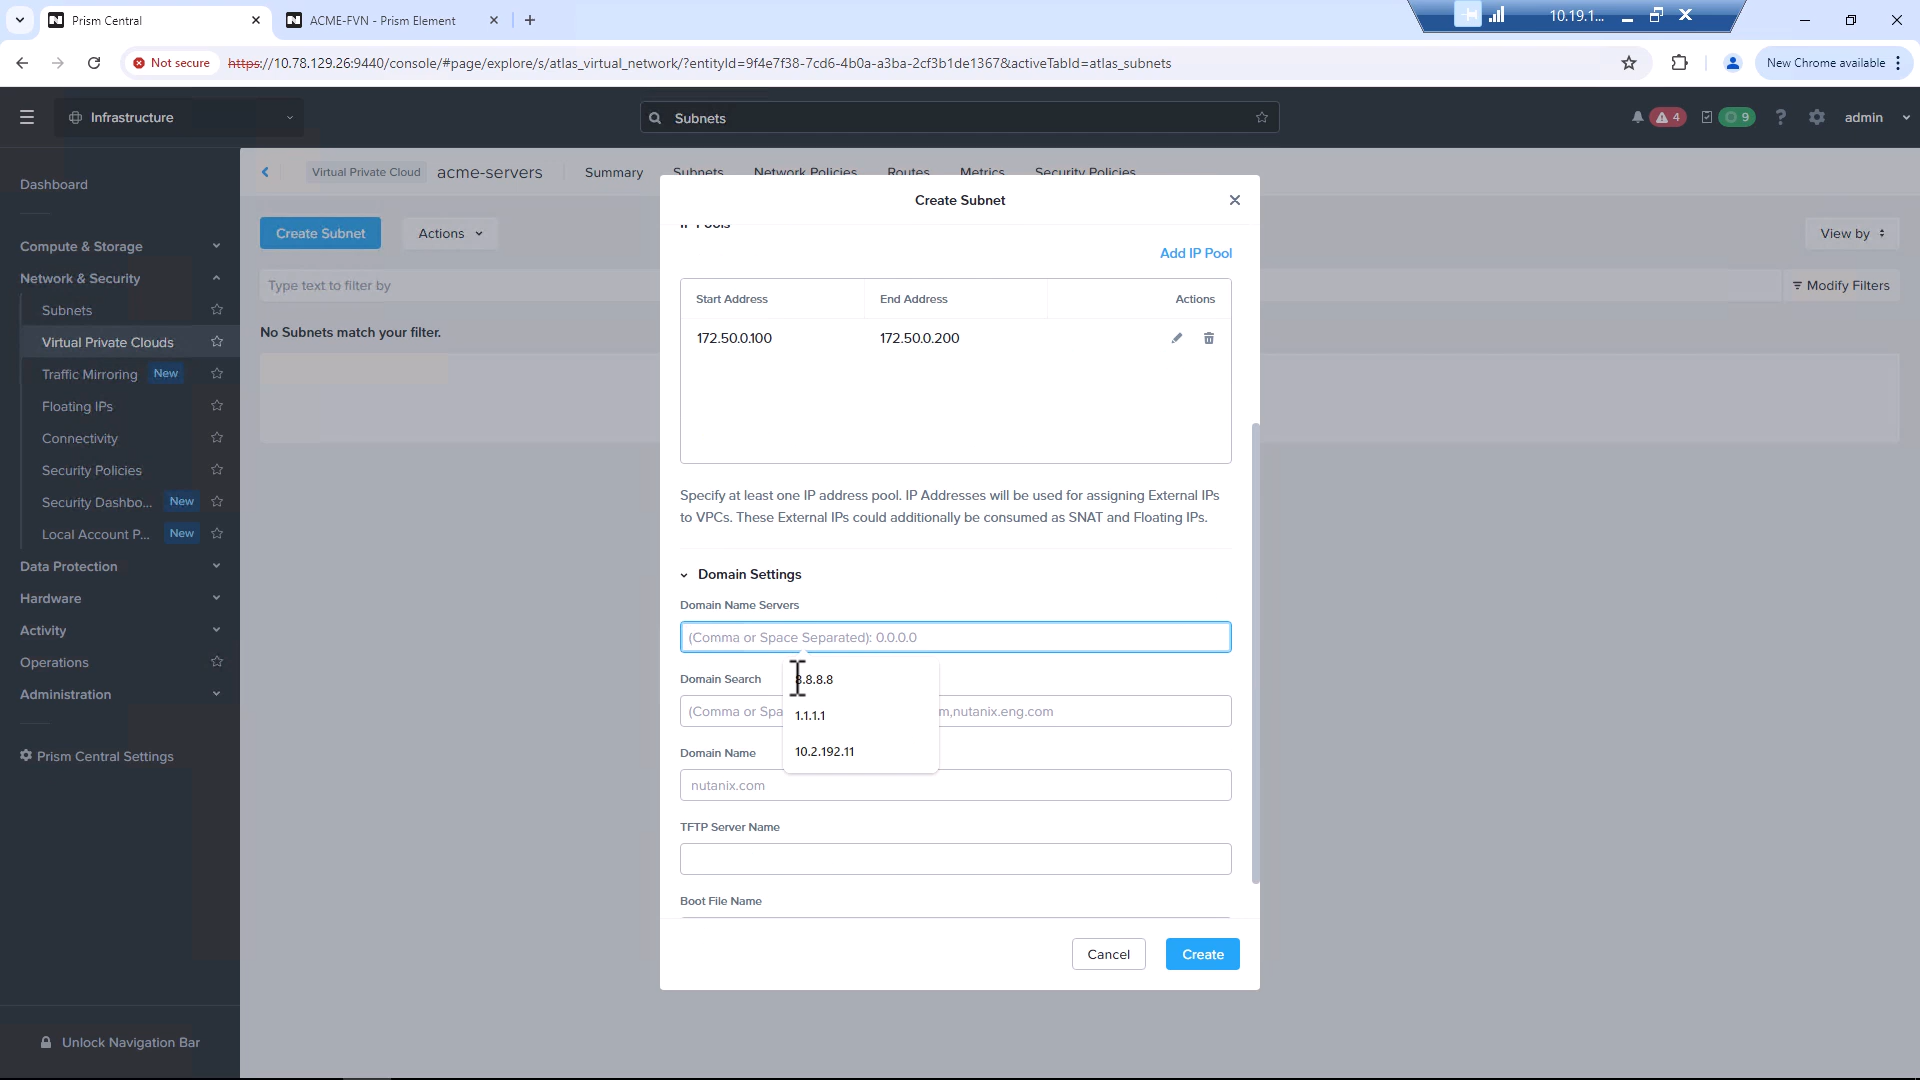 Prism Central
ACME-FVN - Prism Element
10.19.1...
Not secure
https://10.78.129.26:9440/console/#page/explore/s/atlas_virtual_network/?entityId=9f4e7f38-7cd6-4b0a-a3ba-2cf3b1de1367&activeTabId=atlas_subnets
New Chrome available
Infrastructure
Subnets
4
9
admin
Dashboard
Compute & Storage
Network & Security
Subnets
Virtual Private Clouds
Traffic Mirroring New
Floating IPs
Connectivity
Security Policies
Security Dashbo... New
Local Account P... New
Data Protection
Hardware
Activity
Operations
Administration
Prism Central Settings
Unlock Navigation Bar
Virtual Private Cloud acme-servers Summary Subnets Network Policies Routes Metrics Security Policies
Create Subnet Actions View by
Type text to filter by
Modify Filters
No Subnets match your filter.
Create Subnet
IP Pools
Add IP Pool
Start Address End Address Actions
172.50.0.100 172.50.0.200
Specify at least one IP address pool. IP Addresses will be used for assigning External IPs
to VPCs. These External IPs could additionally be consumed as SNAT and Floating IPs.
Domain Settings
Domain Name Servers
(Comma or Space Separated): 0.0.0.0
8.8.8.8
1.1.1.1
10.2.192.11
Domain Search
(Comma or Spa m,nutanix.eng.com
Domain Name
nutanix.com
TFTP Server Name
Boot File Name
Cancel Create